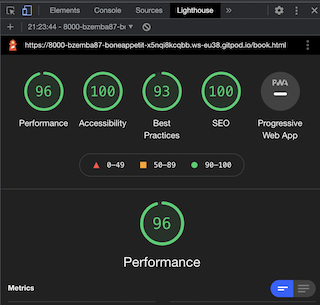 Elements Console Sources Lighthouse »
21:23:44 - 8000-bzemba87-bo
https://8000-bzemba87-boneappetit-x5nqi8kcqbb.ws-eu38.gitpod.io/book.html
96 100 93 100 PWA
Performance Accessibility Best Practices SEO Progressive Web App
0–49 50–89 90–100
96
Performance
Metrics